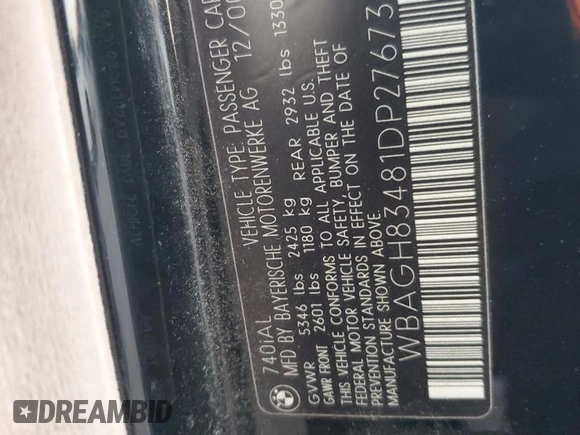 740iAL VEHICLE TYPE: PASSENGER CAR
MFD BY BAYERISCHE MOTORENWERKE AG 12/00
GVWR 5346 lbs 2425 kg REAR 2932 lbs 1330
GAWR FRONT 2601 lbs 1180 kg
THIS VEHICLE CONFORMS TO ALL APPLICABLE U.S.
FEDERAL MOTOR VEHICLE SAFETY, BUMPER AND THEFT
PREVENTION STANDARDS IN EFFECT ON THE DATE OF
MANUFACTURE SHOWN ABOVE.
WBAGH83481DP27673
DREAMBID